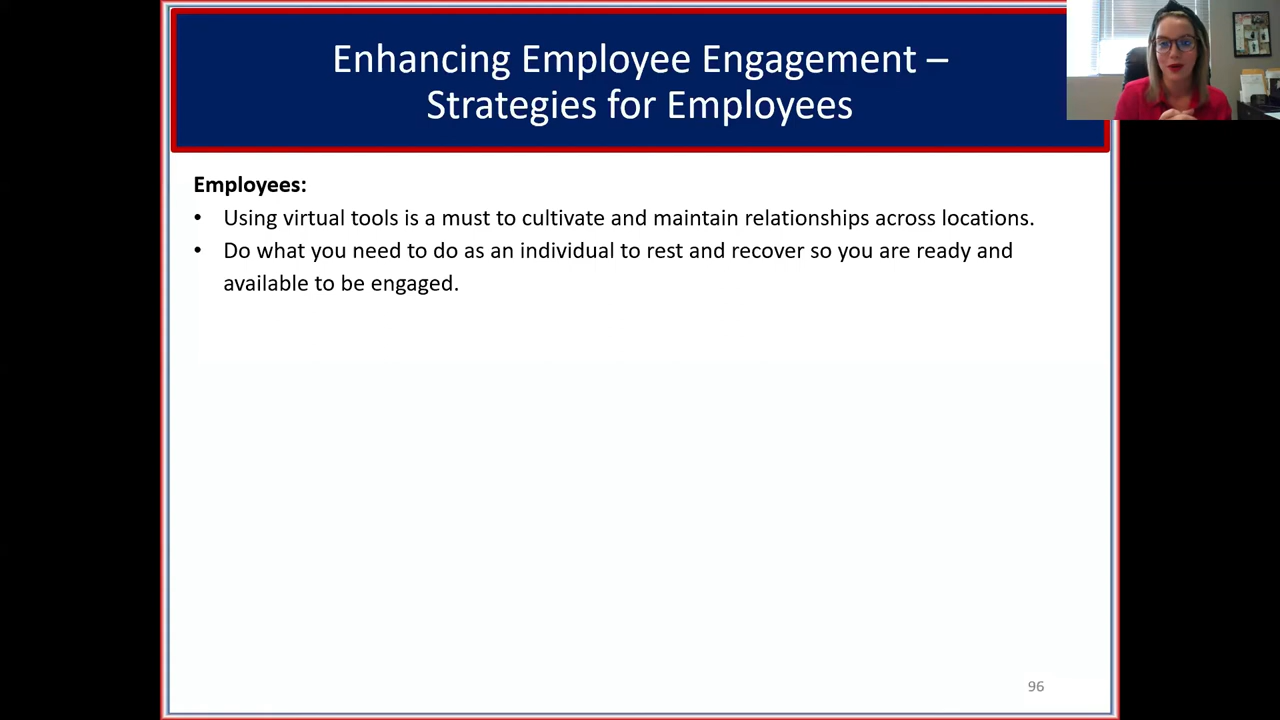 Enhancing Employee Engagement –
Strategies for Employees
Employees:
• Using virtual tools is a must to cultivate and maintain relationships across locations.
• Do what you need to do as an individual to rest and recover so you are ready and
available to be engaged.
96